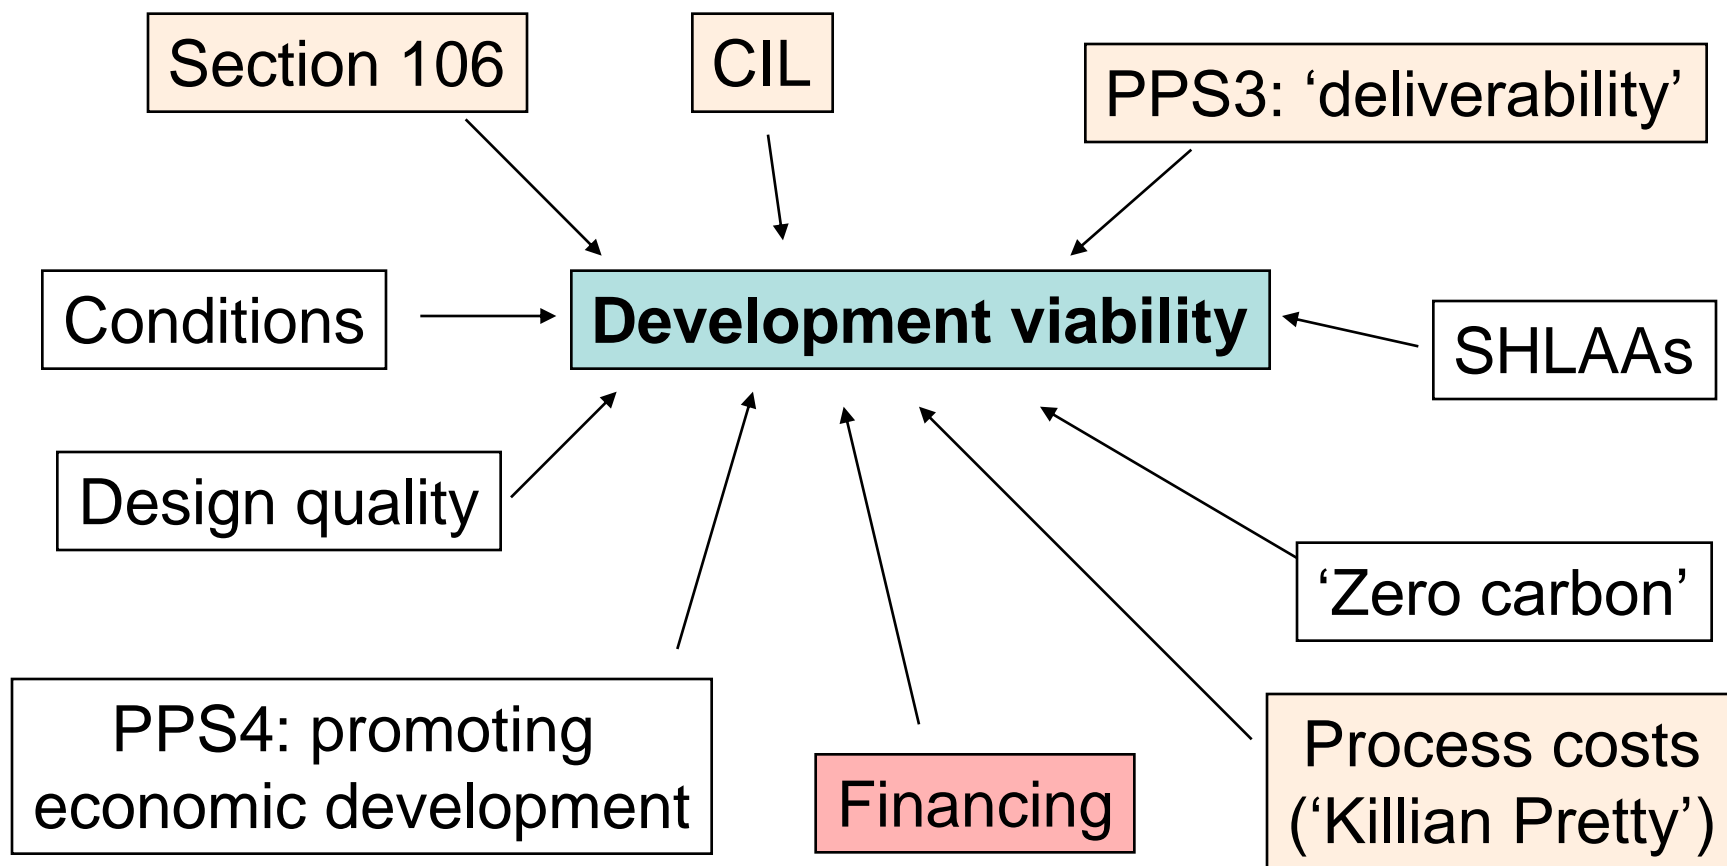 Section 106
CIL
PPS3: ‘deliverability’
Conditions
Development viability
SHLAAs
Design quality
‘Zero carbon’
PPS4: promoting
economic development
Financing
Process costs
(‘Killian Pretty’)